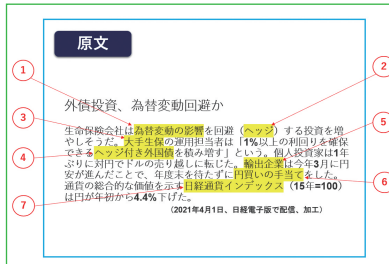 原文
①
②
③
④
⑤
⑥
⑦
外債投資、為替変動回避か
生命保険会社は為替変動の影響を回避(ヘッジ)する投資を増
やしそうだ。大手生保の運用担当者は「1%以上の利回りを確保
できるヘッジ付き外国債を積み増す」という。個人投資家は1年
ぶりに対円でドルの売り越しに転じた。輸出企業は今年3月に円
安が進んだことで、年度末を待たずに円買いの手当てをした。
通貨の総合的な価値を示す日経通貨インデックス(15年=100)
は円が年初から4.4%下げた。
(2021年4月1日、日経電子版で配信、加工)